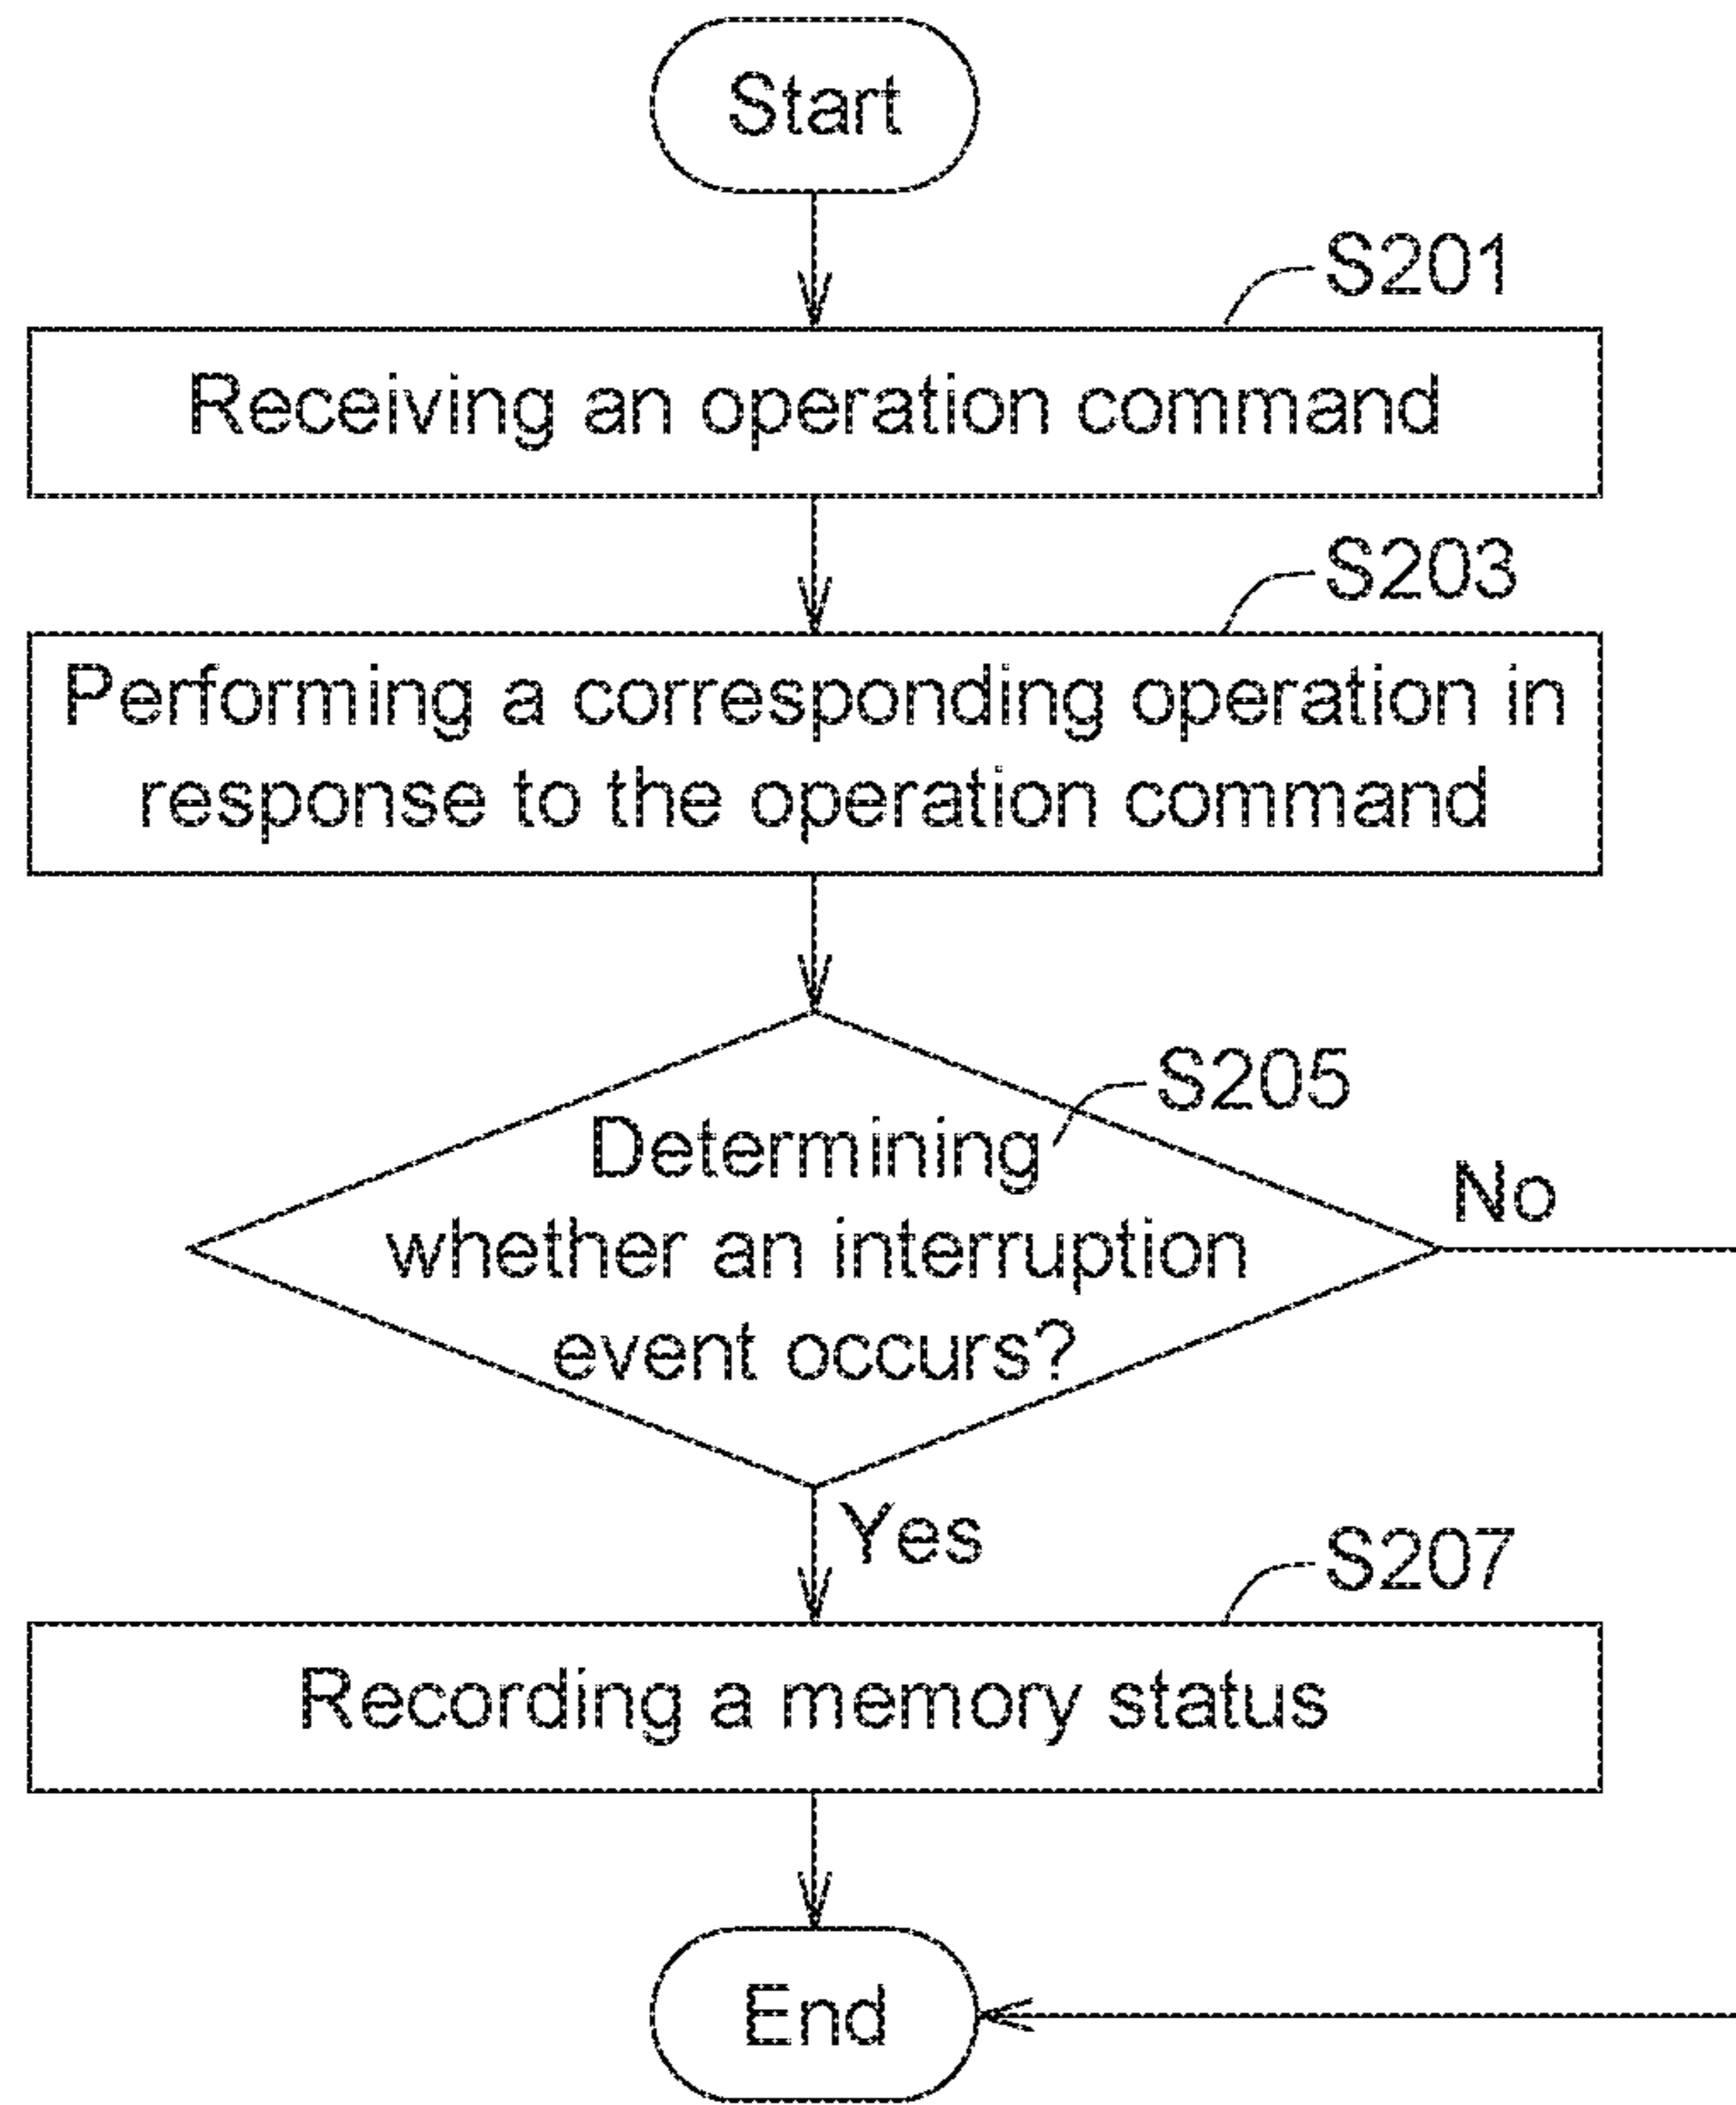 Start
S201
Receiving an operation command
S203
Performing a corresponding operation in
response to the operation command
S205
Determining
whether an interruption
event occurs?
No
Yes
S207
Recording a memory status
End